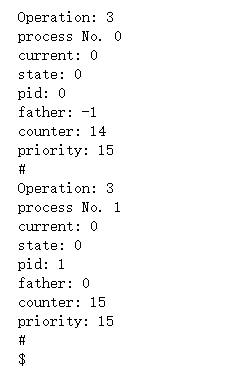 Operation: 3
process No. 0
current: 0
state: 0
pid: 0
father: -1
counter: 14
priority: 15
#
Operation: 3
process No. 1
current: 0
state: 0
pid: 1
father: 0
counter: 15
priority: 15
#
$